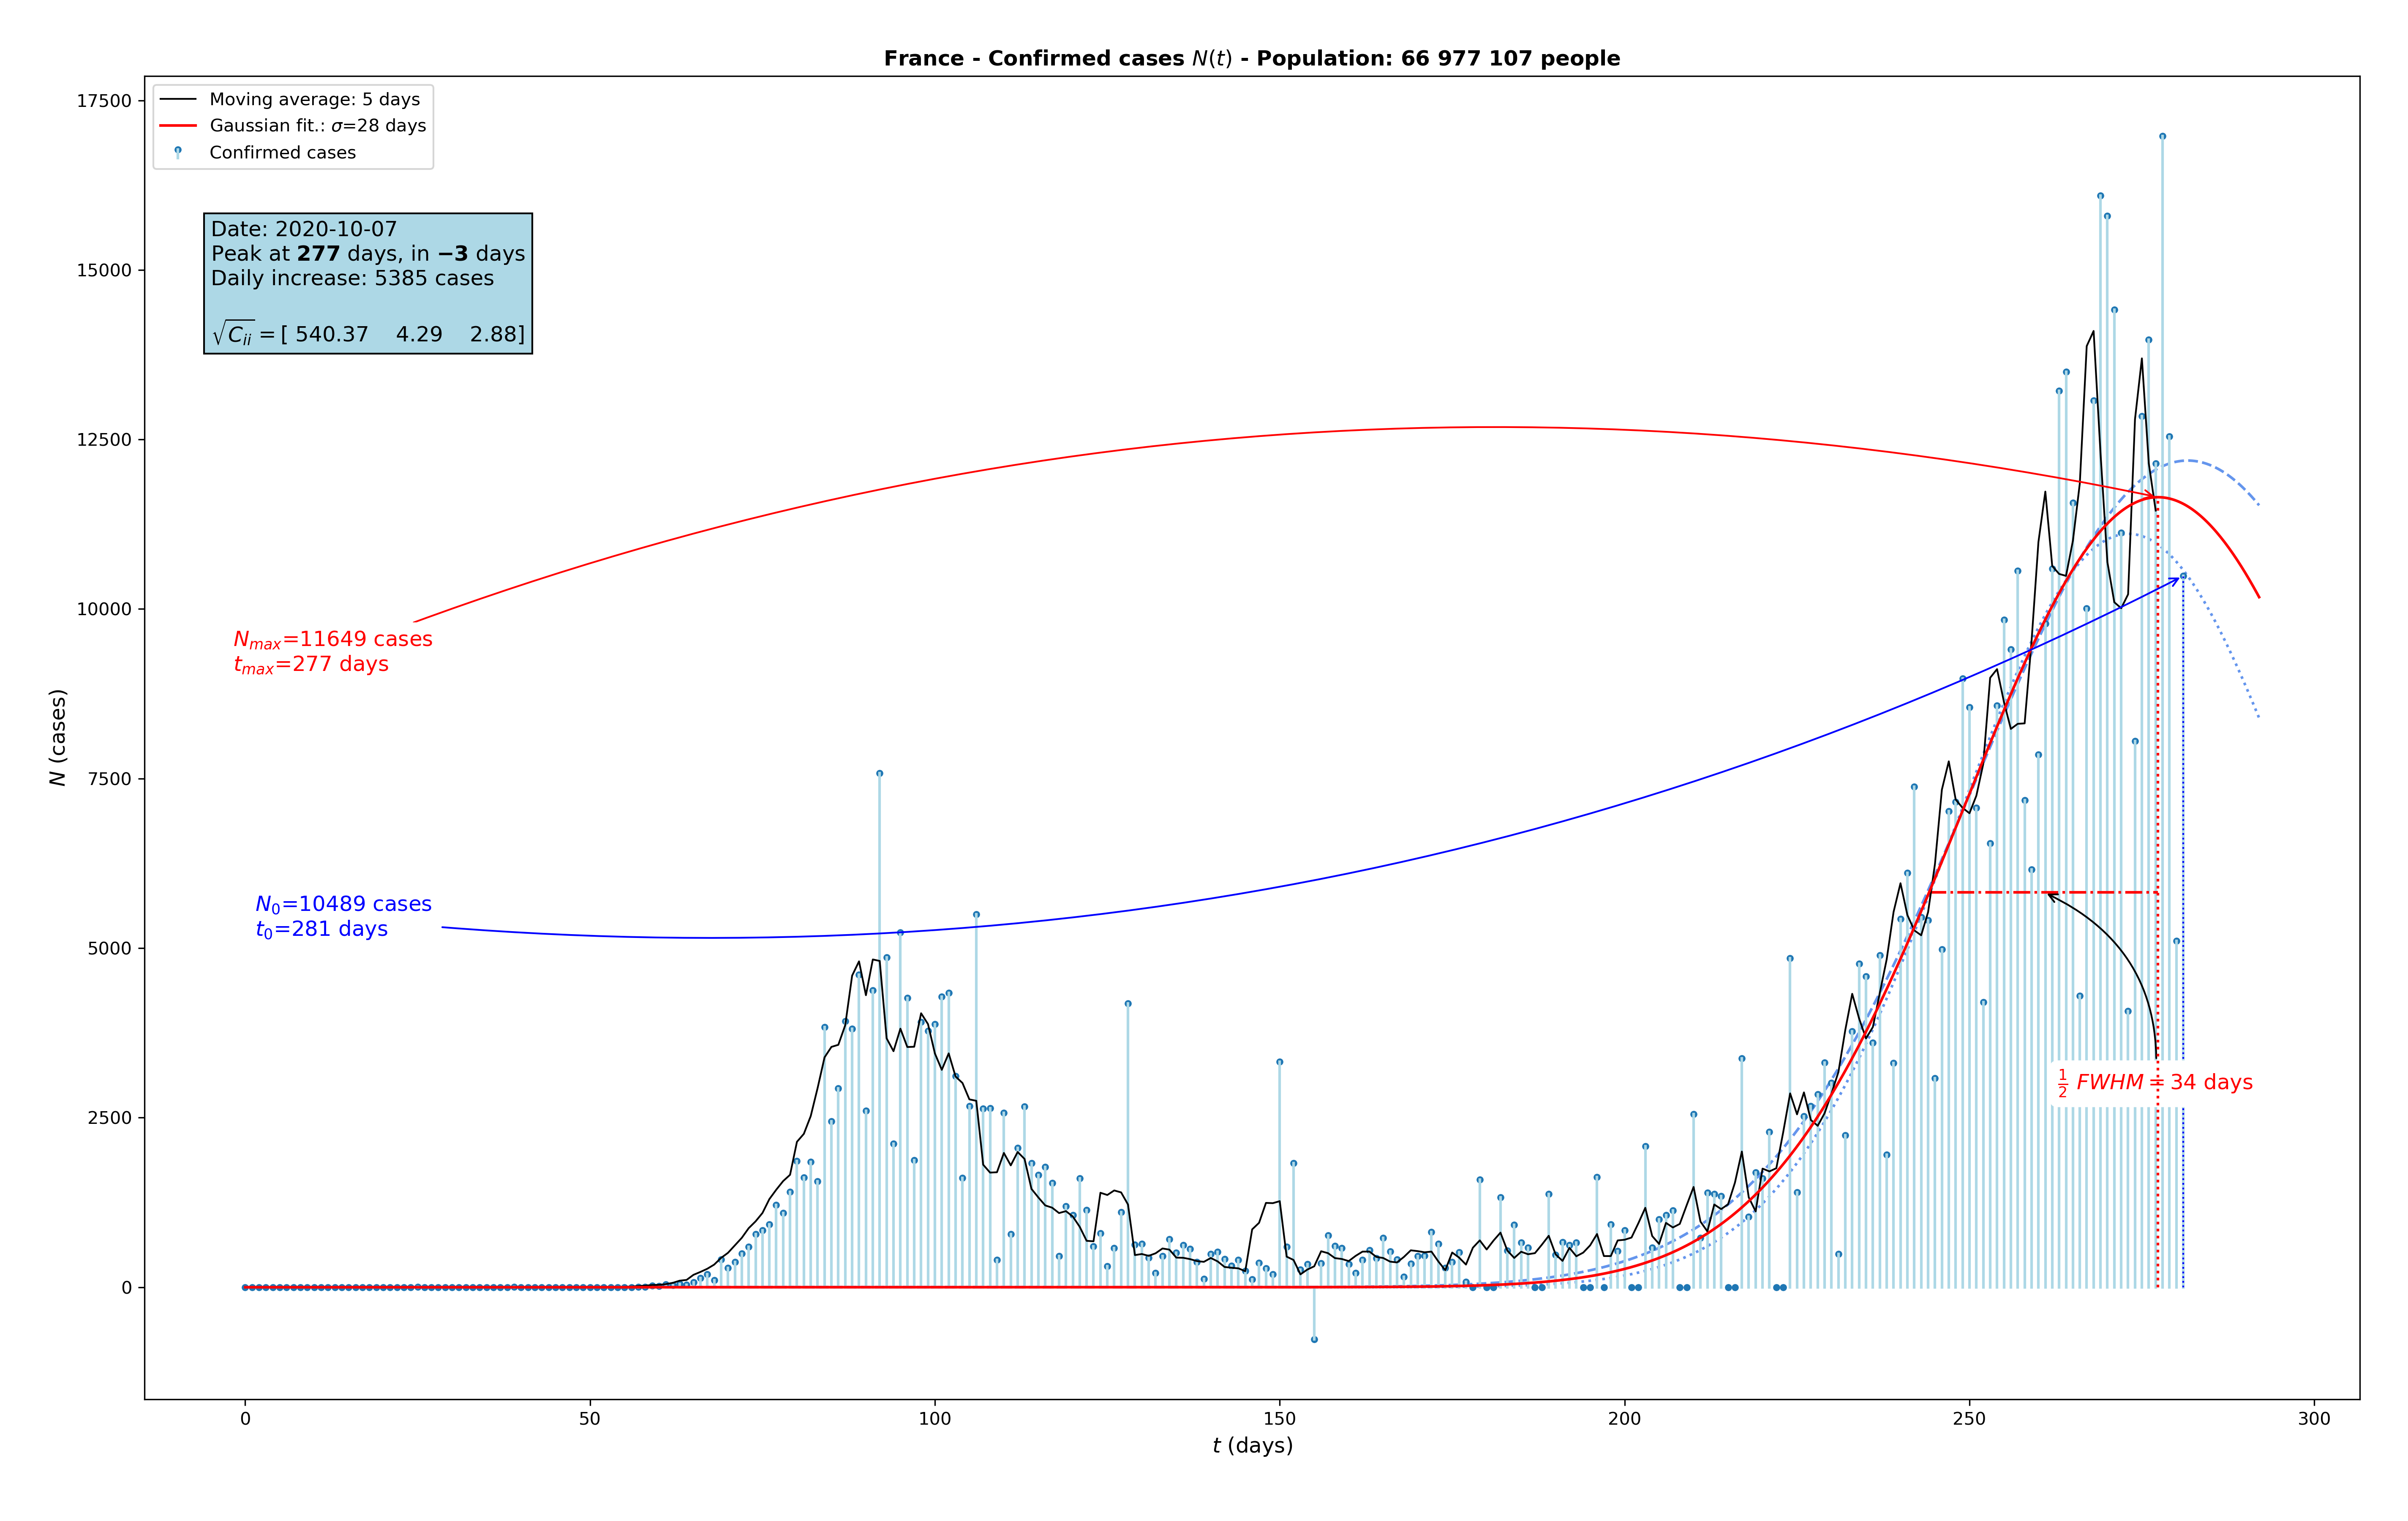 France - Confirmed cases N(t) - Population: 66 977 107 people
Moving average: 5 days
Gaussian fit.: σ=28 days
Confirmed cases
Date: 2020-10-07
Peak at 277 days, in −3 days
Daily increase: 5385 cases
√Cᵢᵢ = [ 540.37 4.29 2.88]
17500
15000
12500
10000
7500
5000
2500
0
N (cases)
N_max=11649 cases
t_max=277 days
N₀=10489 cases
t₀=281 days
½ FWHM = 34 days
0 50 100 150 200 250 300
t (days)